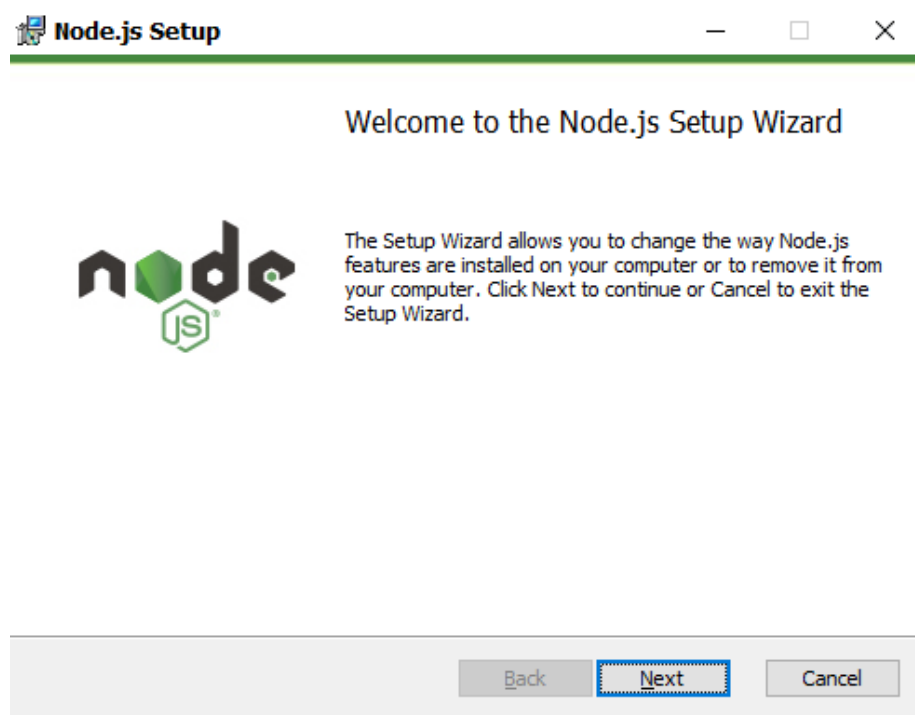 Node.js Setup
Welcome to the Node.js Setup Wizard
node
JS®
The Setup Wizard allows you to change the way Node.js
features are installed on your computer or to remove it from
your computer. Click Next to continue or Cancel to exit the
Setup Wizard.
Back Next Cancel